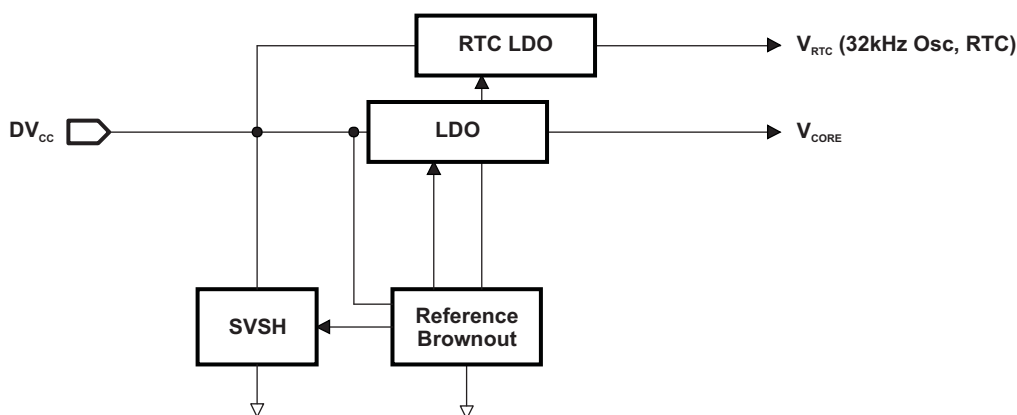 RTC LDO
V_RTC (32kHz Osc, RTC)
DV_CC
LDO
V_CORE
SVSH
Reference
Brownout